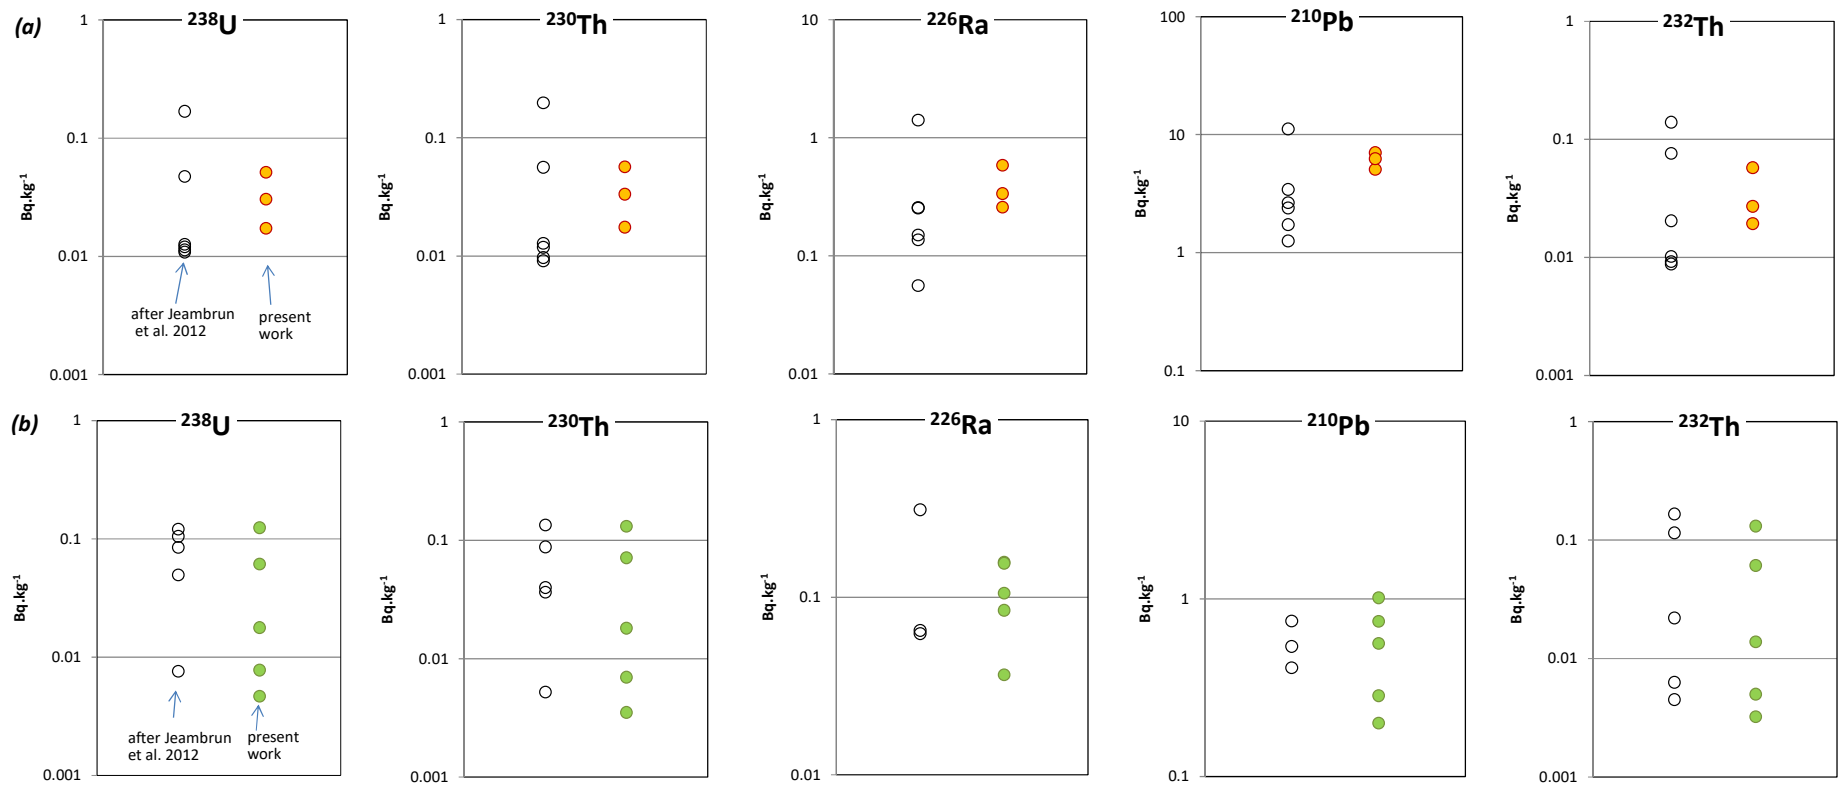 (a)
238U
230Th
226Ra
210Pb
232Th
1
0.1
0.01
0.001
Bq.kg-1
after Jeambrun
et al. 2012
present
work
1
0.1
0.01
0.001
Bq.kg-1
10
1
0.1
0.01
Bq.kg-1
100
10
1
0.1
Bq.kg-1
1
0.1
0.01
0.001
Bq.kg-1
(b)
238U
230Th
226Ra
210Pb
232Th
1
0.1
0.01
0.001
Bq.kg-1
after Jeambrun
et al. 2012
present
work
1
0.1
0.01
0.001
Bq.kg-1
1
0.1
0.01
Bq.kg-1
10
1
0.1
Bq.kg-1
1
0.1
0.01
0.001
Bq.kg-1